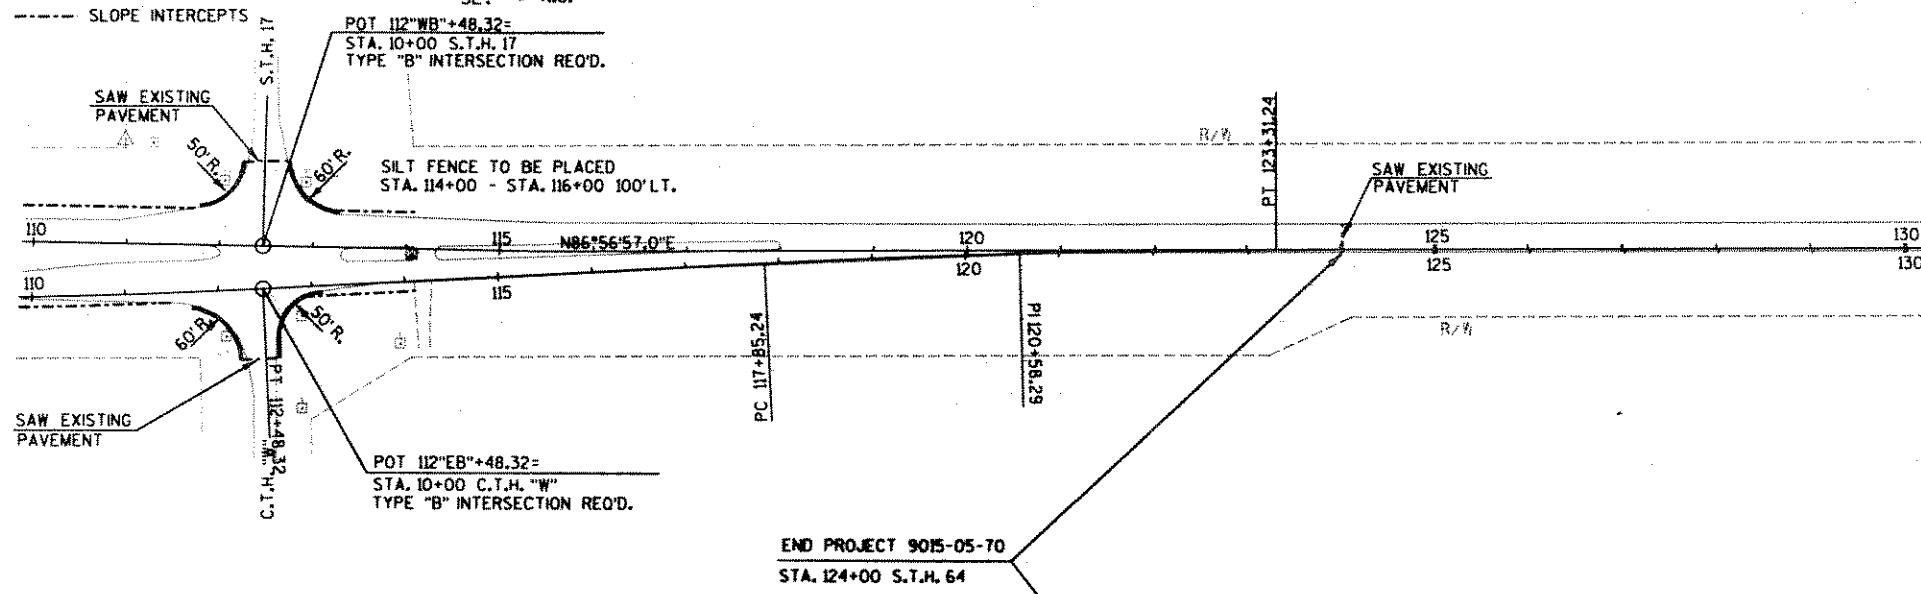 SLOPE INTERCEPTS
S.T.H. 17
POT 112"WB"+48.32=
STA. 10+00 S.T.H. 17
TYPE "B" INTERSECTION REQ'D.
SAW EXISTING
PAVEMENT
50' R.
60' R.
SILT FENCE TO BE PLACED
STA. 114+00 - STA. 116+00 100' LT.
R/W
PT 123+31.24
SAW EXISTING
PAVEMENT
110
115
N86°56'57.0"E
120
125
130
110
115
120
125
130
60' R.
50' R.
PC 117+85.24
PI 120+58.29
R/W
SAW EXISTING
PAVEMENT
PT 112+48.32
C.T.H. "W"
POT 112"EB"+48.32=
STA. 10+00 C.T.H. "W"
TYPE "B" INTERSECTION REQ'D.
END PROJECT 9015-05-70
STA. 124+00 S.T.H. 64